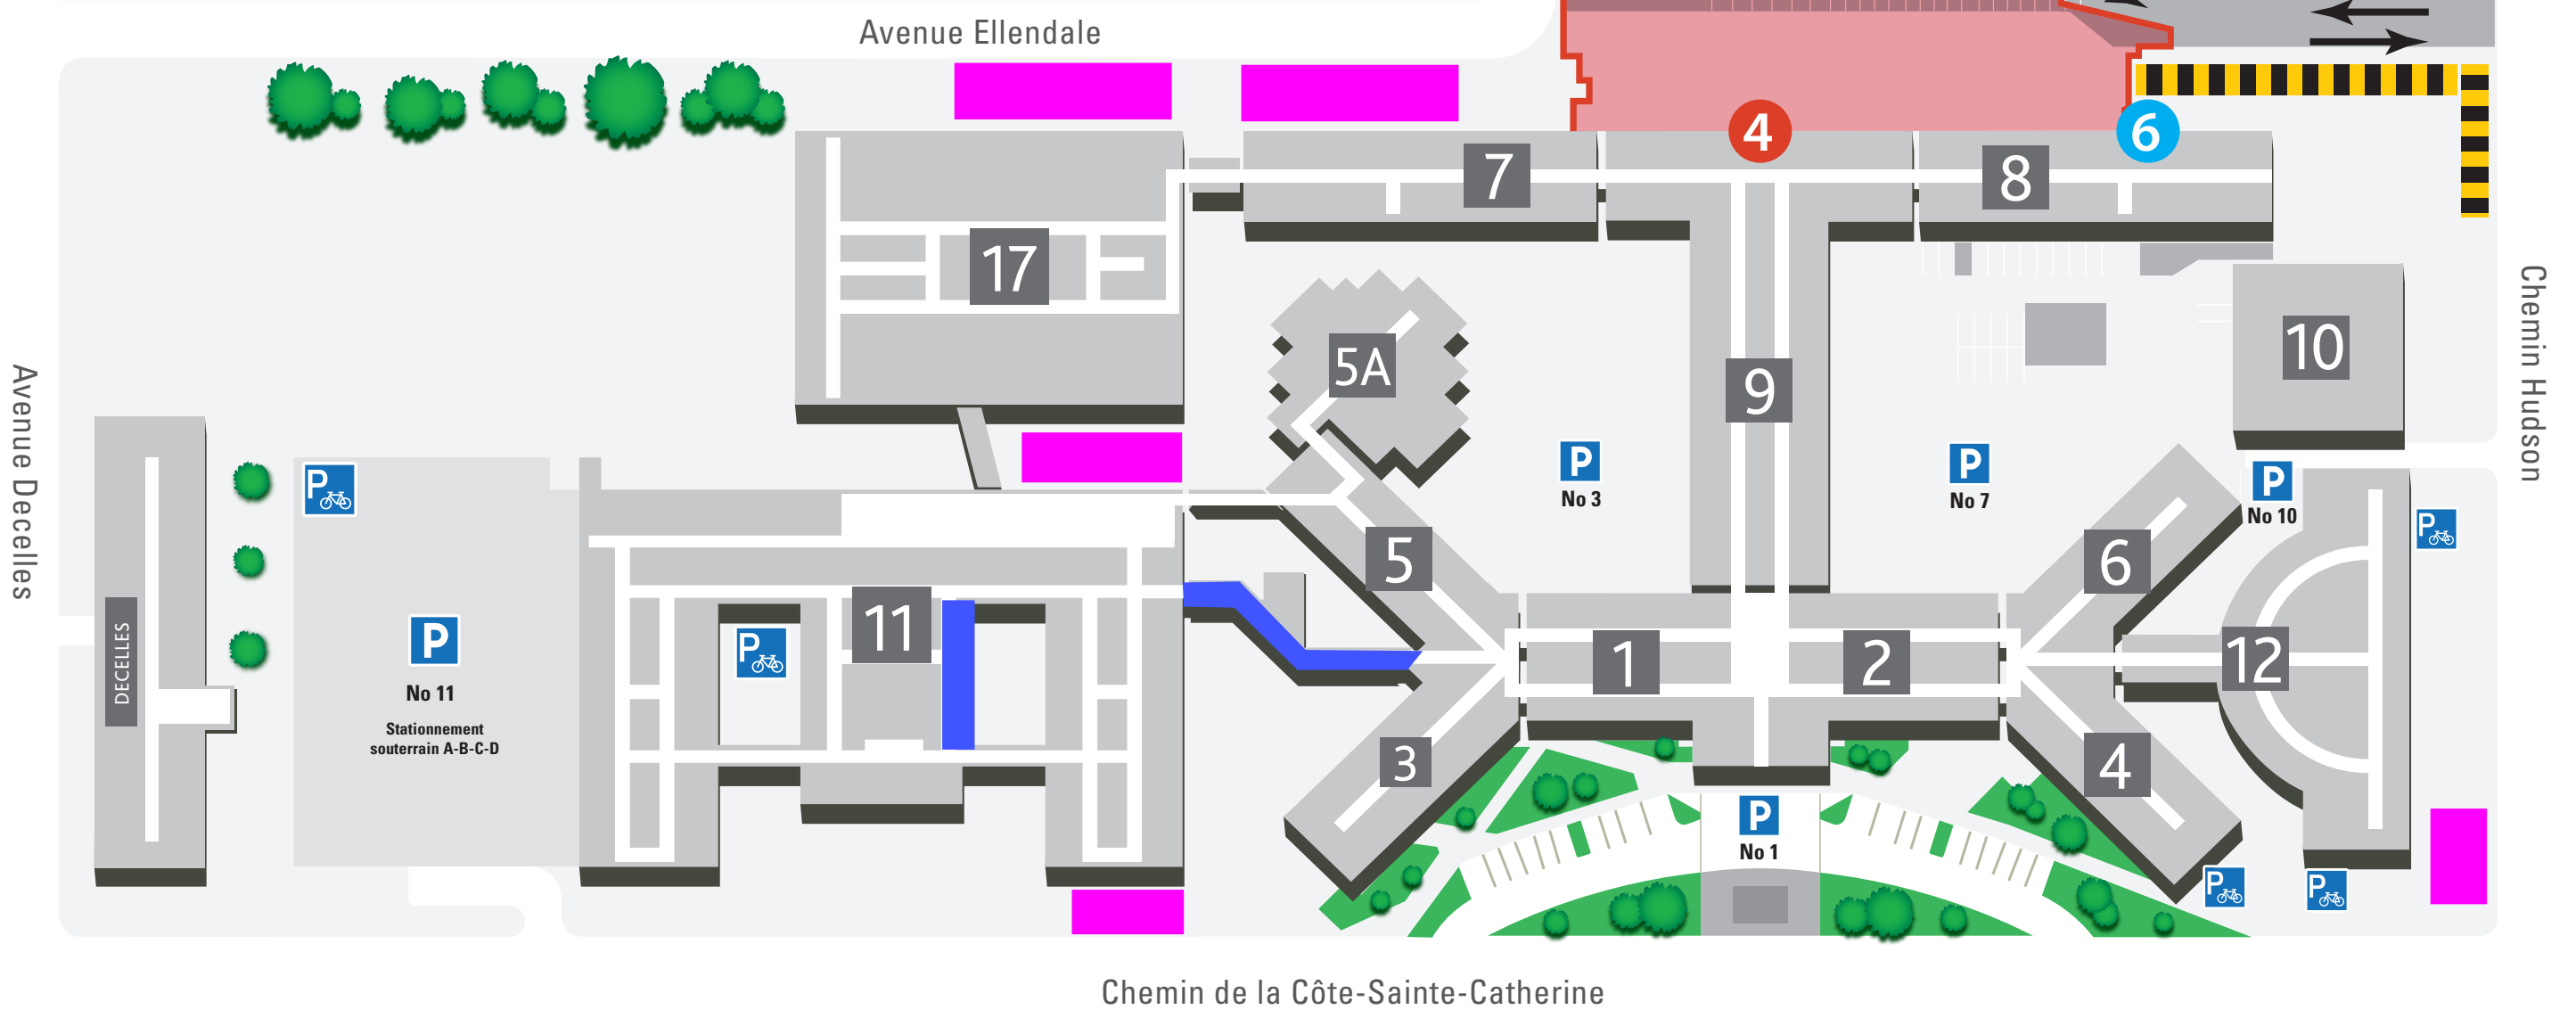 Avenue Ellendale
4
6
7
8
17
5A
9
10
Chemin Hudson
Avenue Decelles
P
P
No 3
P
No 7
P
No 10
P
P
5
6
DECELLES
P
No 11
Stationnement
souterrain A-B-C-D
11
P
1
2
12
3
4
P
No 1
P
P
Chemin de la Côte-Sainte-Catherine